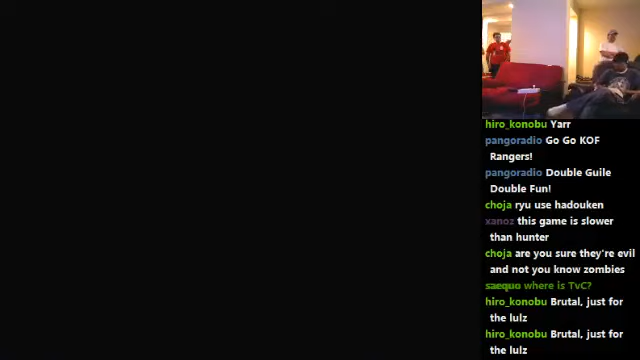 hiro_konobu Yarr
pangoradio Go Go KOF
Rangers!
pangoradio Double Guile
Double Fun!
choja ryu use hadouken
xanoz this game is slower
than hunter
choja are you sure they're evil
and not you know zombies
saequo where is TvC?
hiro_konobu Brutal, just for
the lulz
hiro_konobu Brutal, just for
the lulz